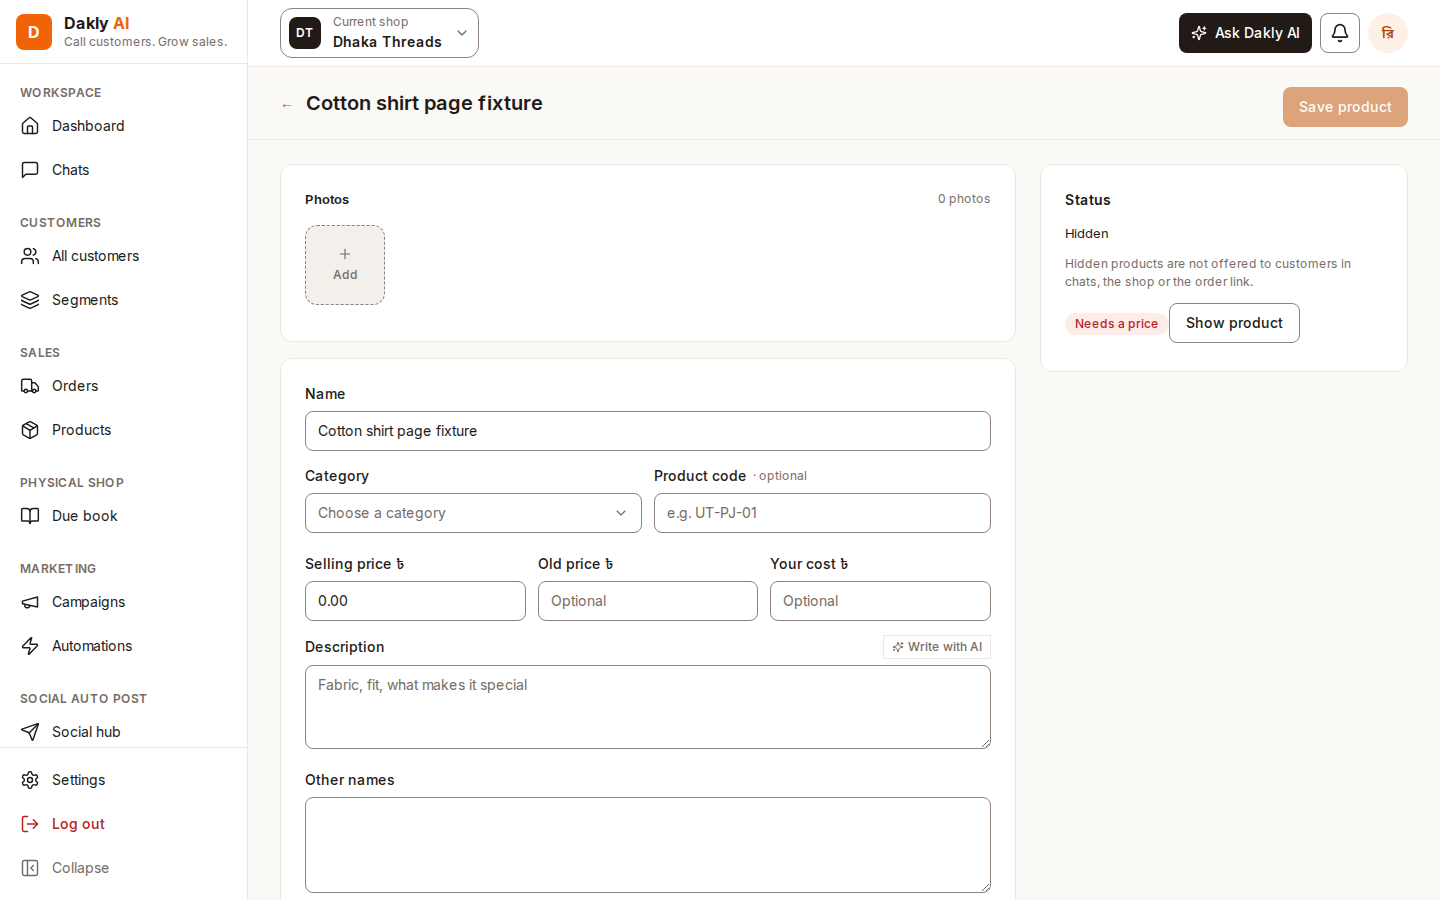 D
Dakly AI
Call customers. Grow sales.
WORKSPACE
Dashboard
Chats
CUSTOMERS
All customers
Segments
SALES
Orders
Products
PHYSICAL SHOP
Due book
MARKETING
Campaigns
Automations
SOCIAL AUTO POST
Social hub
Settings
Log out
Collapse
DT
Current shop
Dhaka Threads
Ask Dakly AI
রি
← Cotton shirt page fixture
Save product
Photos
0 photos
+
Add
Name
Cotton shirt page fixture
Category
Product code · optional
Choose a category
e.g. UT-PJ-01
Selling price ৳
Old price ৳
Your cost ৳
0.00
Optional
Optional
Description
Write with AI
Fabric, fit, what makes it special
Other names
Status
Hidden
Hidden products are not offered to customers in
chats, the shop or the order link.
Needs a price
Show product